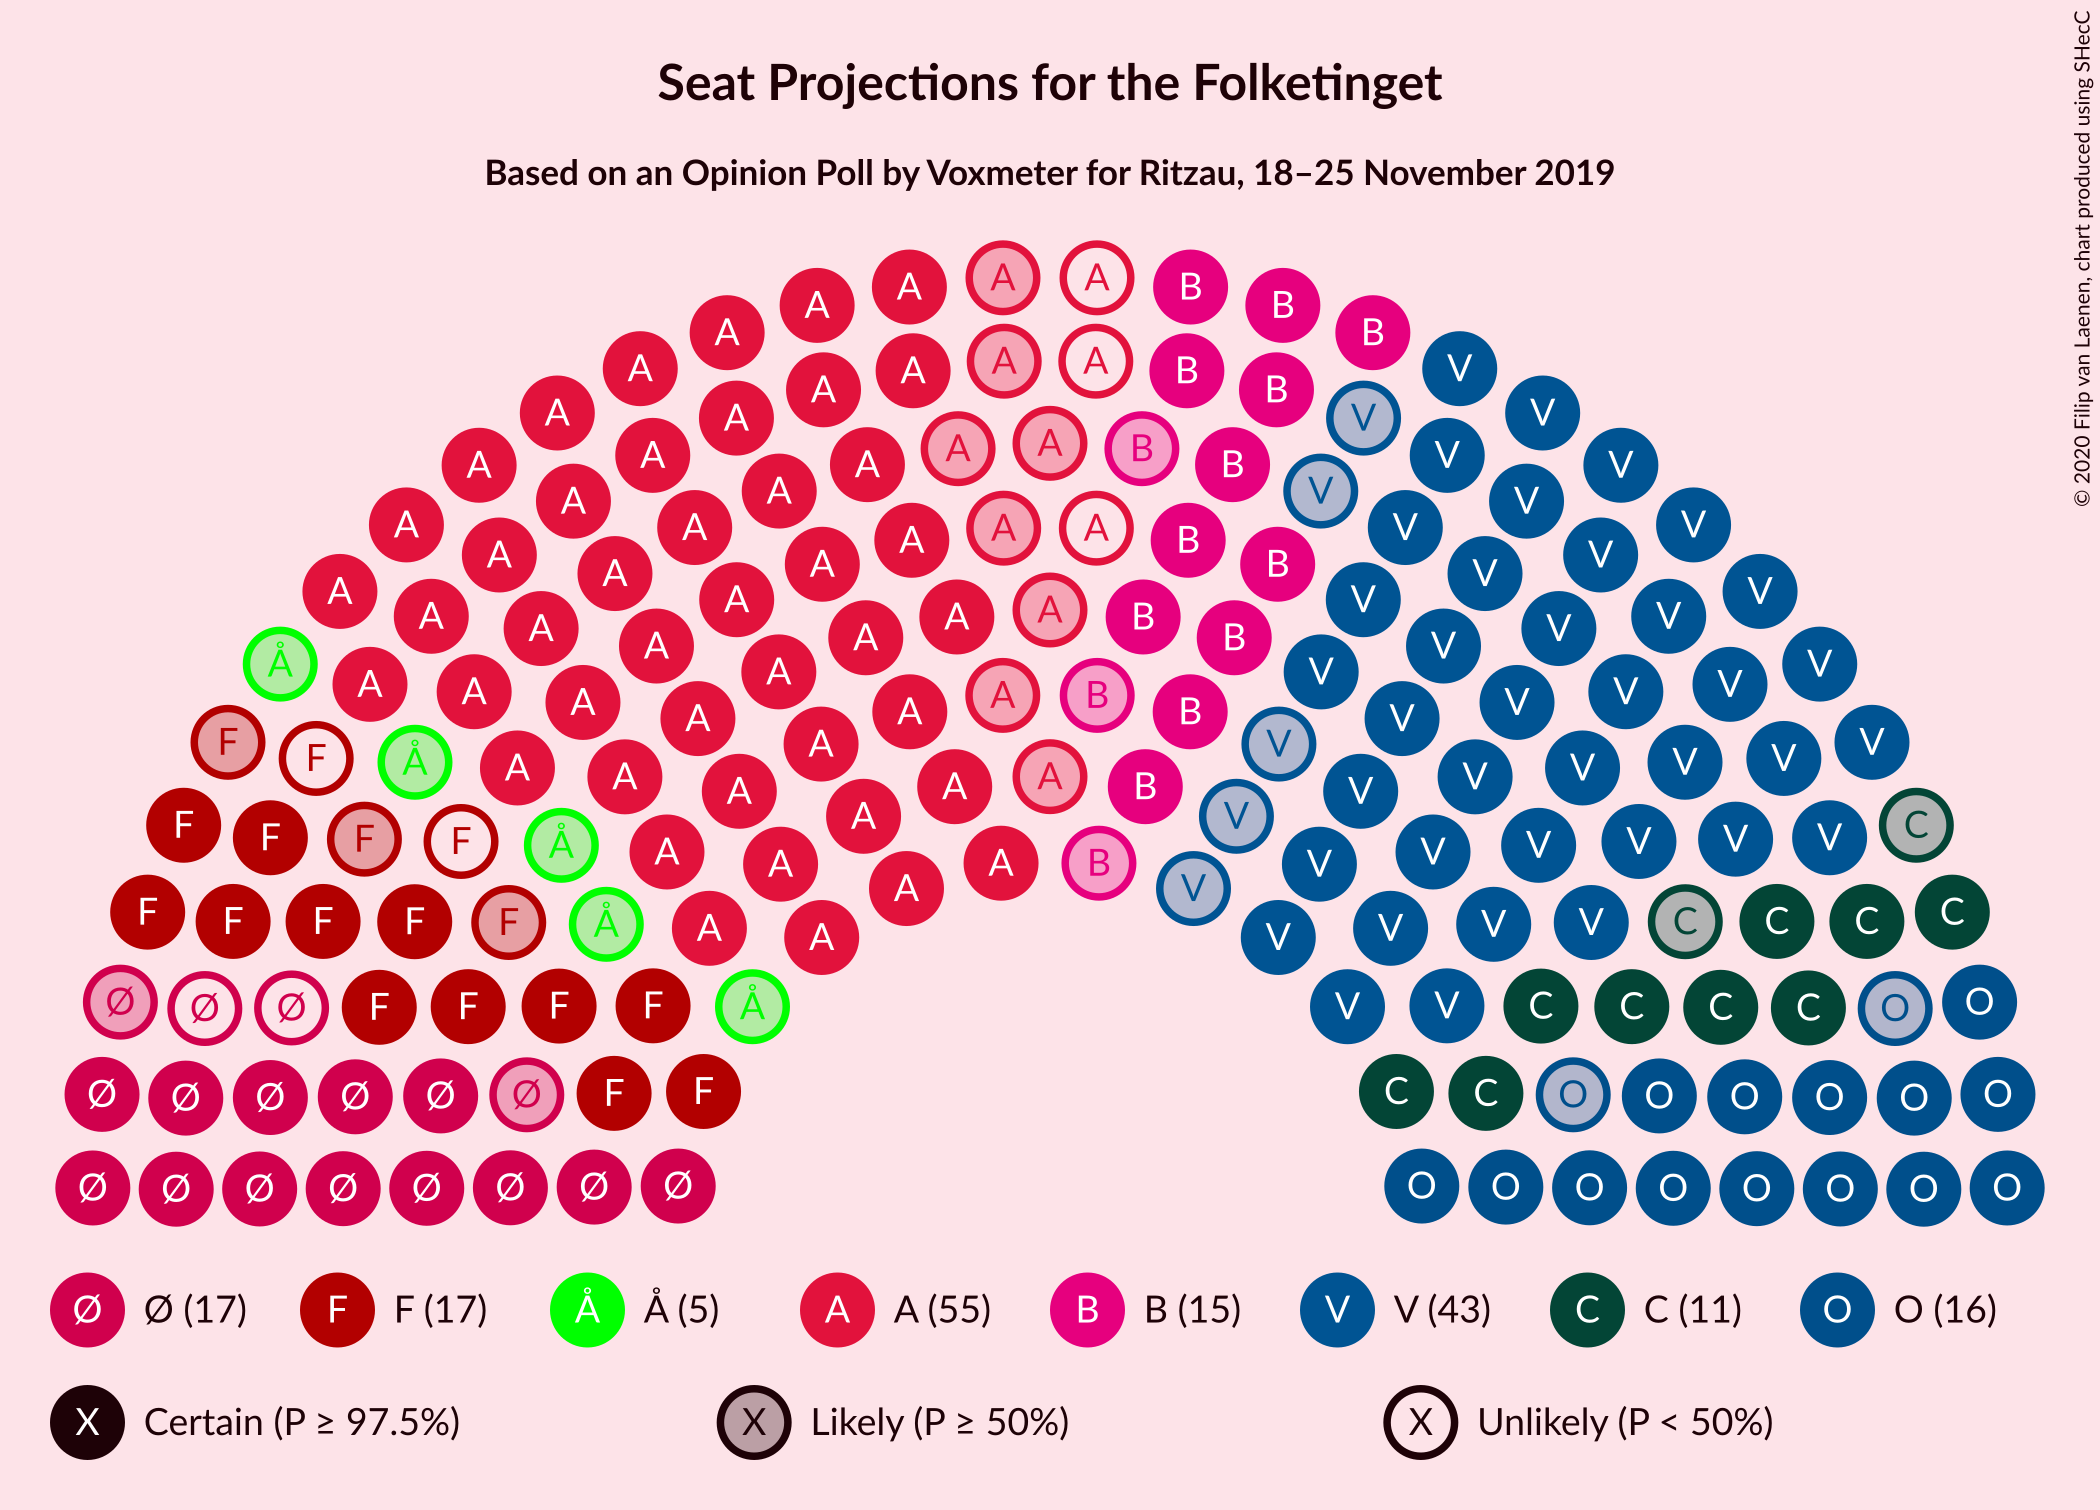 Seat Projections for the Folketinget
Based on an Opinion Poll by Voxmeter for Ritzau, 18–25 November 2019
© 2020 Filip van Laenen, chart produced using SHecC
A A A A A B B B
A V V
A A A A B B V
A A V V
A A A A B B V V
A A V V
A A A A B B V V
A A A V V V
A A A B V V
A A A A B B V V
Å A A A V V V
A A A A B B V V
F F Å A A A V V V V V V
A A A A B V V
F F F F Å A A A A B V V V V V V C
F F F F F Å A A A V V V V V C C C C
Ø Ø Ø F F F F Å V V C C C C O O
Ø Ø Ø Ø Ø Ø F F C C O O O O O O
Ø Ø Ø Ø Ø Ø Ø Ø O O O O O O O O
Ø Ø (17) F F (17) Å Å (5) A A (55) B B (15) V V (43) C C (11) O O (16)
X Certain (P ≥ 97.5%) X Likely (P ≥ 50%) X Unlikely (P < 50%)